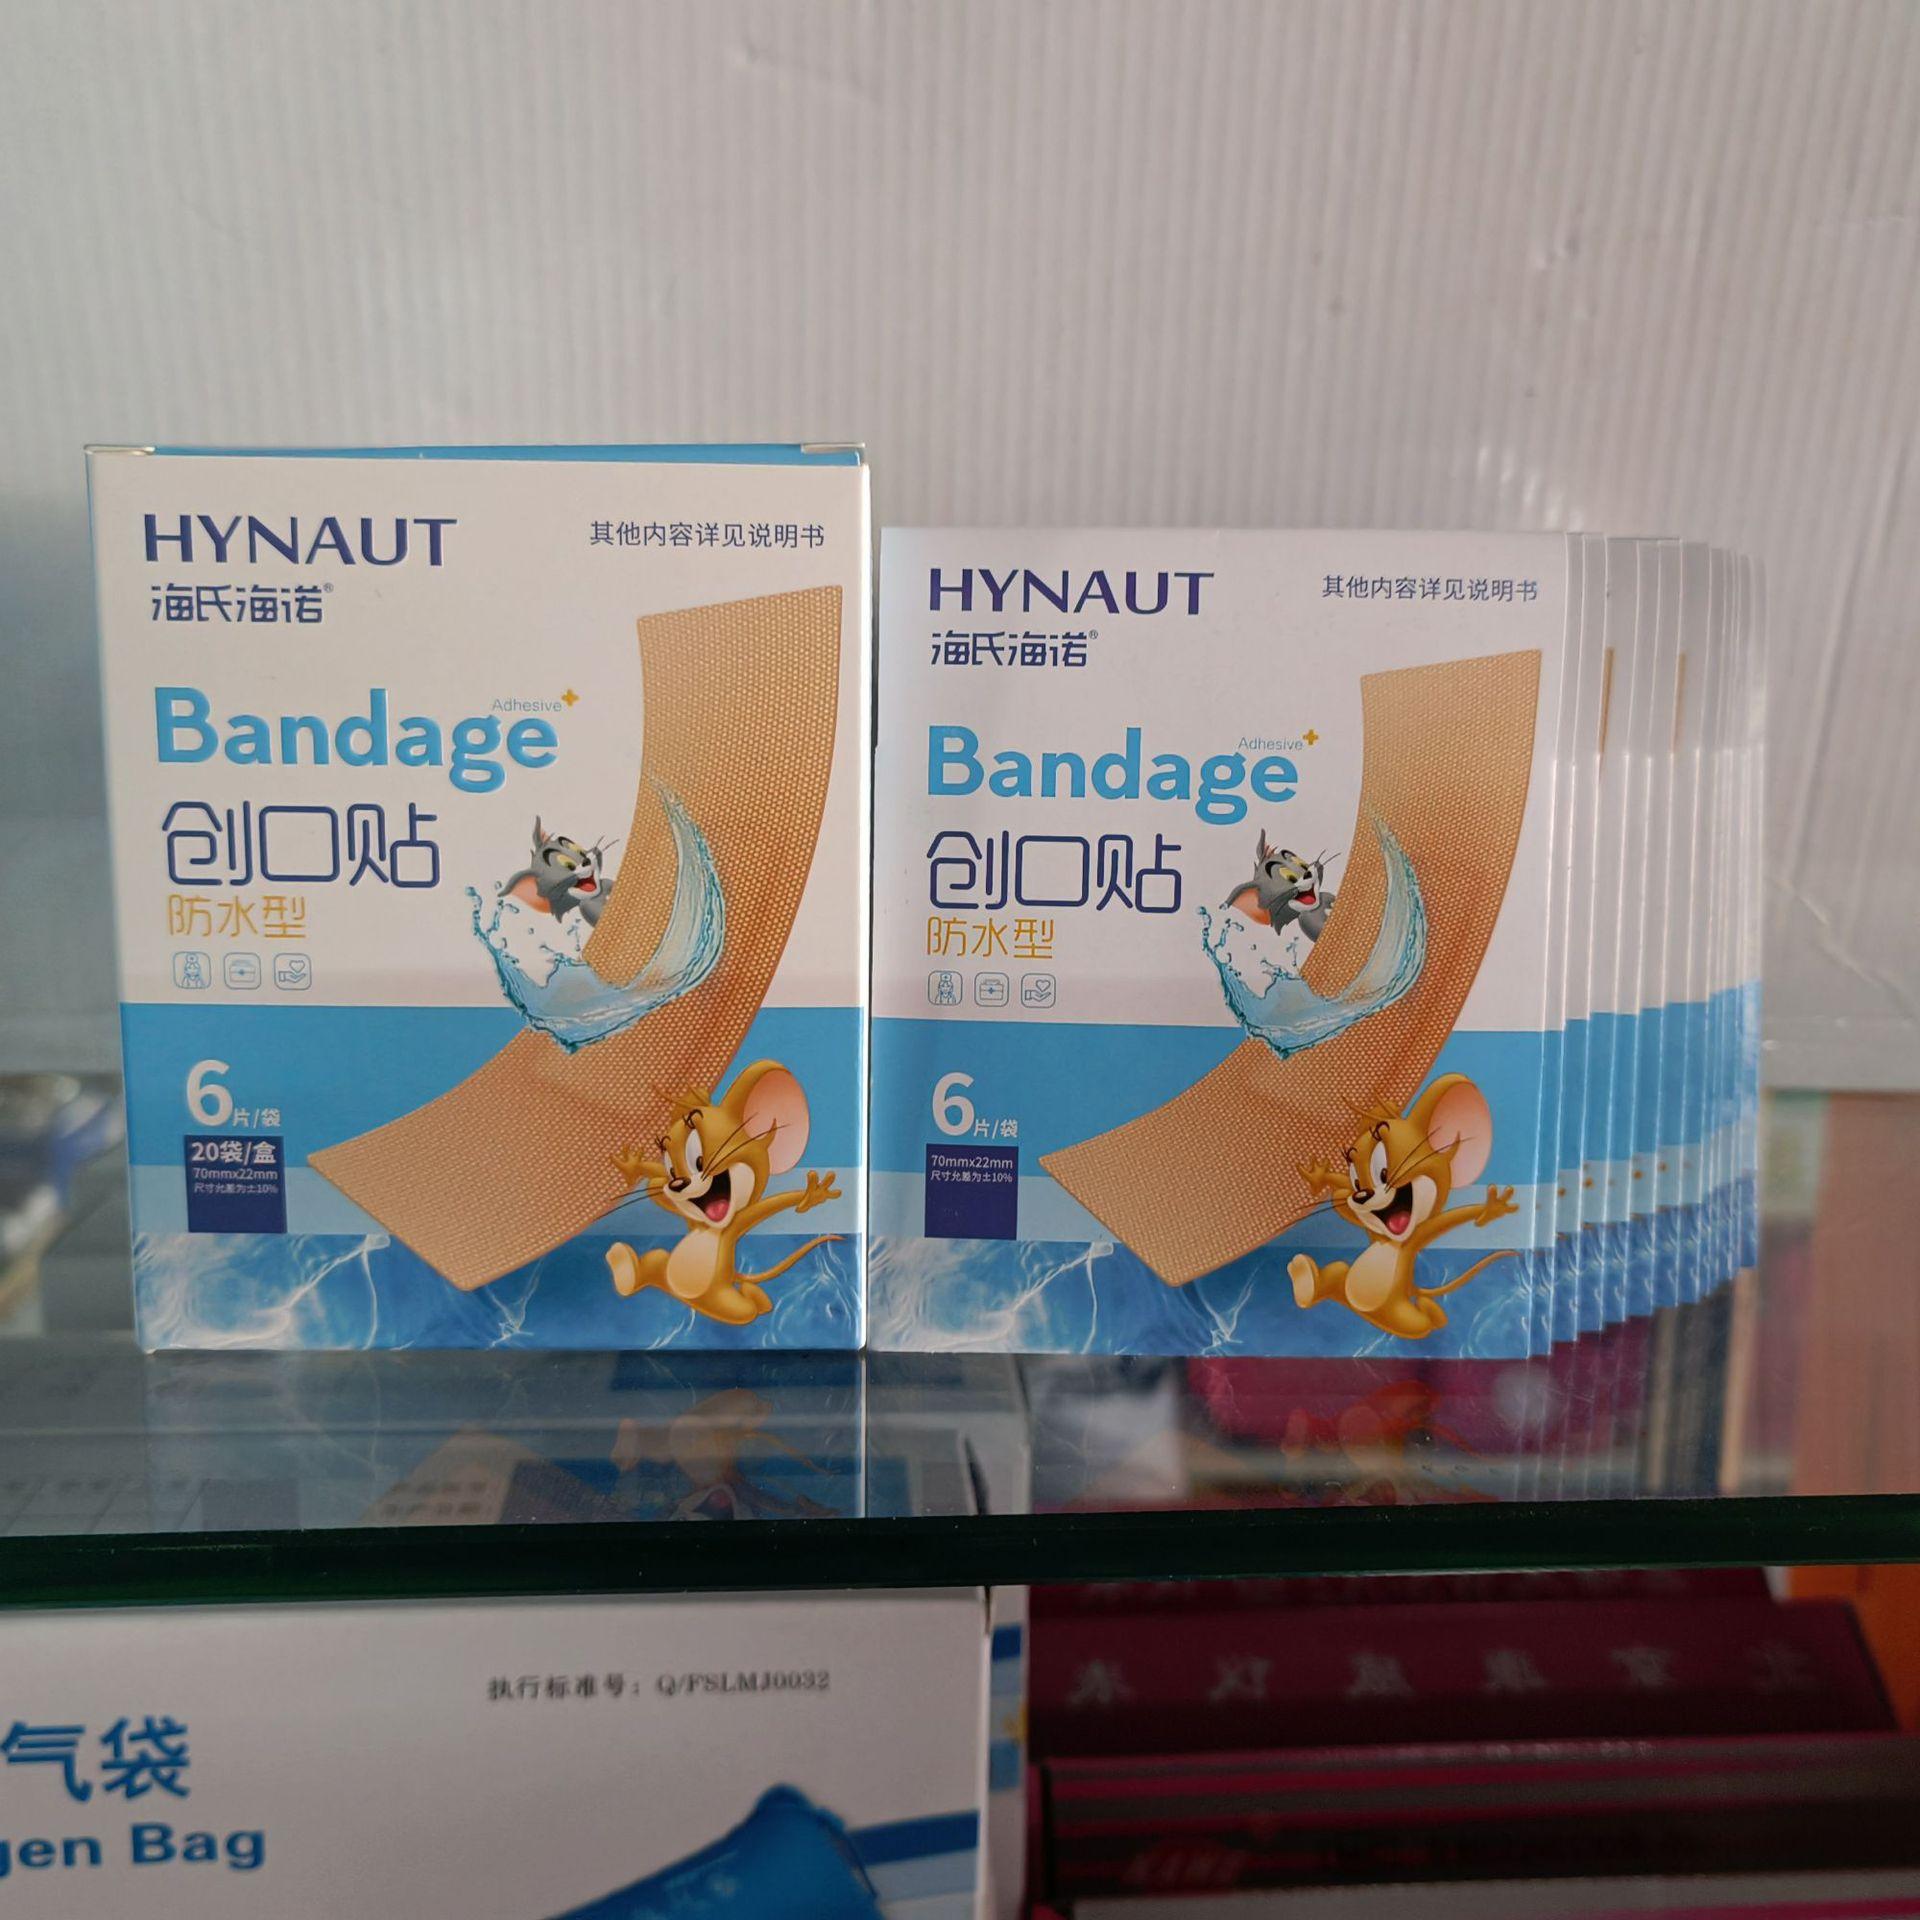 HYNAUT
海氏海诺®
其他内容详见说明书
Adhesive
Bandage
创口贴
防水型
6片/袋
20袋/盒
70mmx22mm
尺寸允差为±10%
HYNAUT
海氏海诺®
其他内容详见说明书
Adhesive
Bandage
创口贴
防水型
6片/袋
70mmx22mm
尺寸允差为±10%
执行标准号：Q/FSLMJ0032
气袋
gen Bag